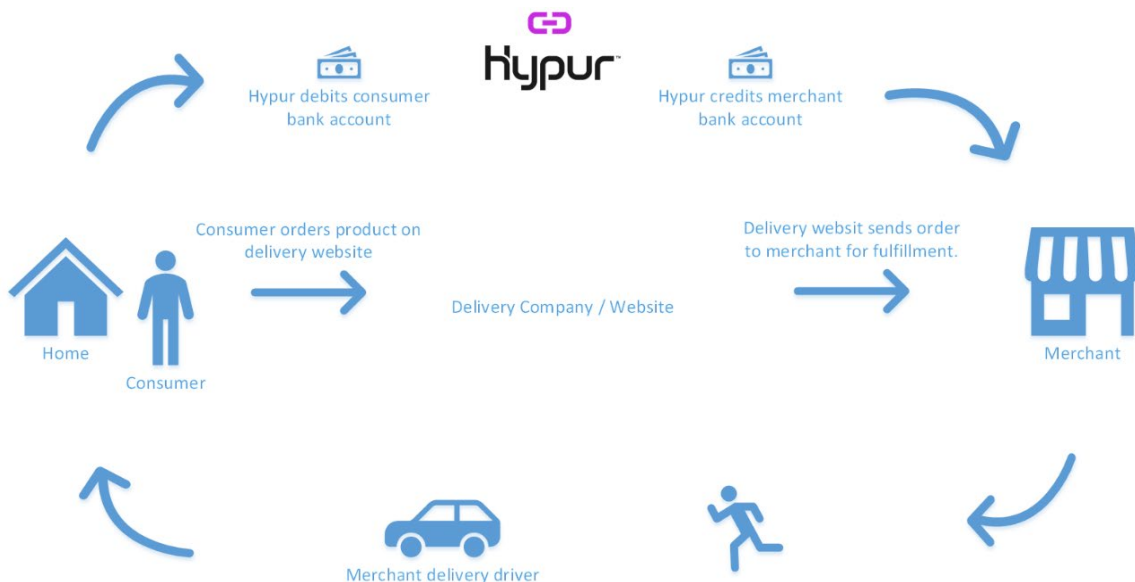 Hypur™
Hypur debits consumer
bank account
Hypur credits merchant
bank account
Consumer orders product on
delivery website
Delivery websit sends order
to merchant for fulfillment.
Delivery Company / Website
Home
Consumer
Merchant
Merchant delivery driver